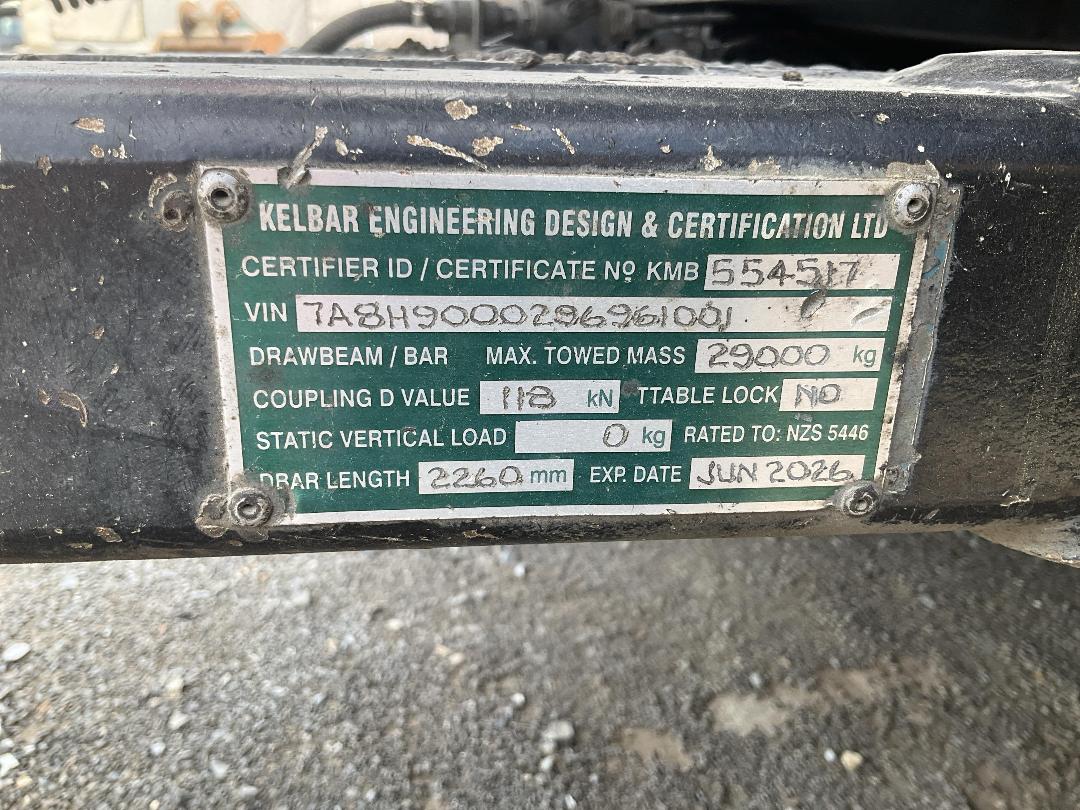 KELBAR ENGINEERING DESIGN & CERTIFICATION LTD
CERTIFIER ID / CERTIFICATE Nº KMB 554517
VIN 7A8H9000296961001
DRAWBEAM / BAR MAX. TOWED MASS 29000 kg
COUPLING D VALUE 118 kN TTABLE LOCK NO
STATIC VERTICAL LOAD 0 kg RATED TO: NZS 5446
DBAR LENGTH 2260 mm EXP. DATE JUN 2026